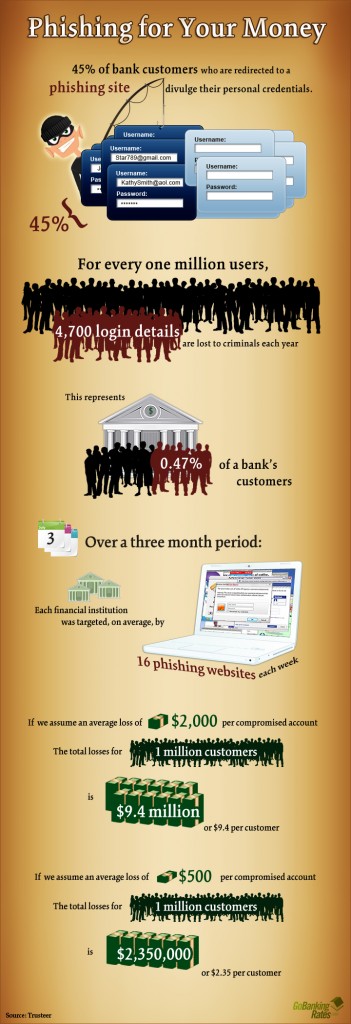 Phishing for Your Money
45% of bank customers who are redirected to a
phishing site divulge their personal credentials.
Username:
Username:
Username:
Star789@gmail.com
Password:
Username:
KathySmith@aol.com
Password:
•••••••
Username:
Password:
45%
For every one million users,
4,700 login details
are lost to criminals each year
This represents
$
0.47% of a bank's
customers
3
Over a three month period:
Each financial institution
was targeted, on average, by
16 phishing websites each week
If we assume an average loss of $2,000 per compromised account
The total losses for 1 million customers
is
$9.4 million
or $9.4 per customer
If we assume an average loss of $500 per compromised account
The total losses for 1 million customers
is $2,350,000
or $2.35 per customer
Source: Trusteer
GoBanking
Rates